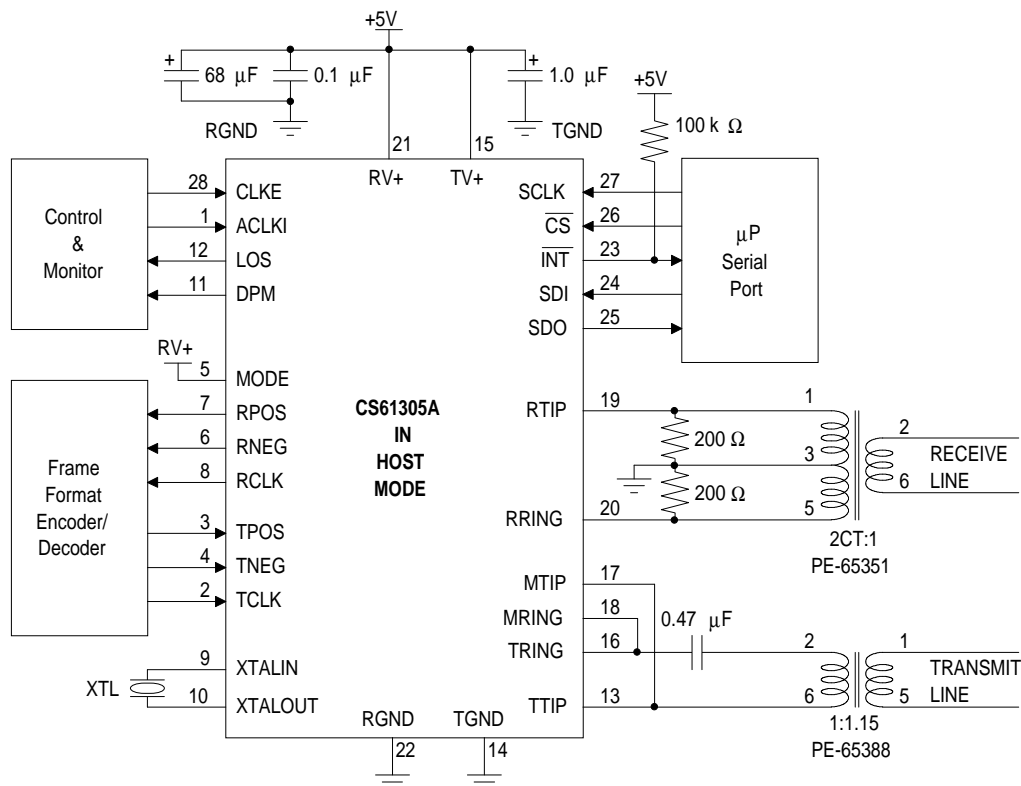 +5V
+
68 μF
0.1 μF
+
1.0 μF
+5V
RGND
TGND
100 k Ω
21
15
RV+
TV+
Control
&
Monitor
28
CLKE
1
ACLKI
12
LOS
11
DPM
SCLK
27
CS
26
INT
23
SDI
24
SDO
25
μP
Serial
Port
RV+
5
MODE
7
RPOS
6
RNEG
8
RCLK
3
TPOS
4
TNEG
2
TCLK
Frame
Format
Encoder/
Decoder
CS61305A
IN
HOST
MODE
RTIP
19
200 Ω
200 Ω
RRING
20
1
3
5
2
6
RECEIVE
LINE
2CT:1
PE-65351
MTIP
17
MRING
18
TRING
16
0.47 μF
TTIP
13
2
6
1
5
TRANSMIT
LINE
1:1.15
PE-65388
XTL
9
XTALIN
10
XTALOUT
RGND
TGND
22
14